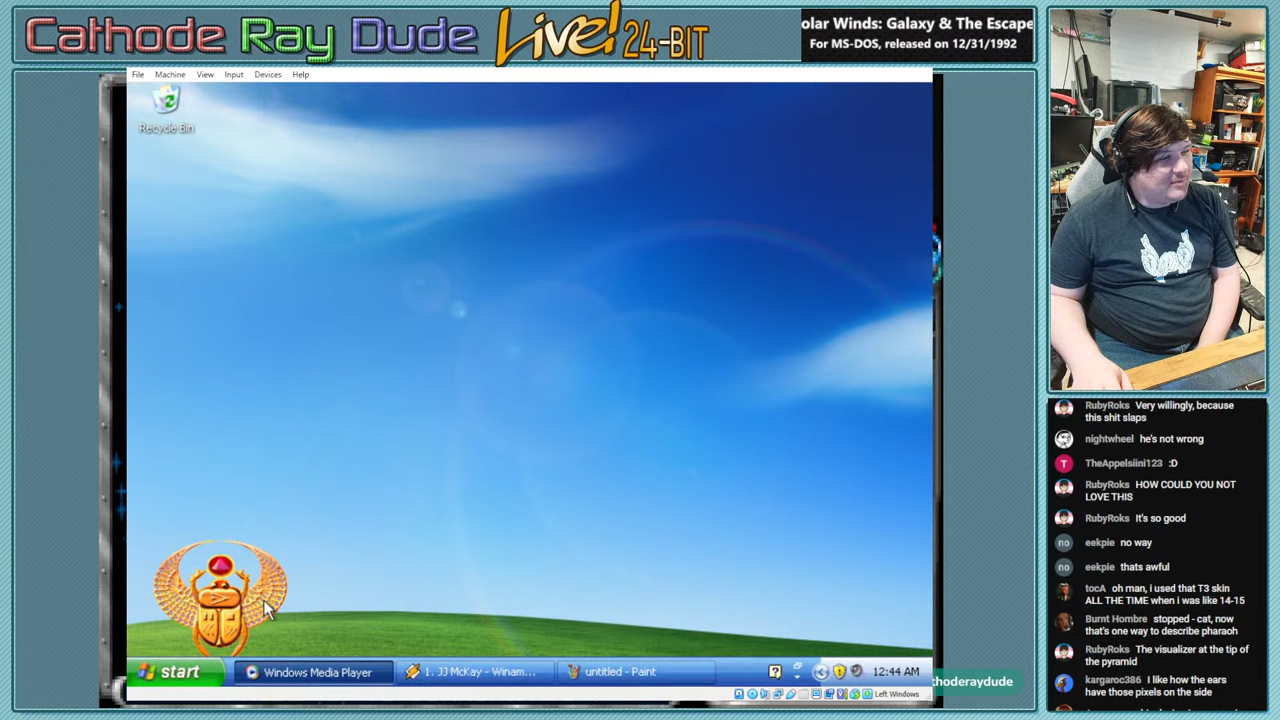 Cathode Ray Dude Live! 24-BIT
olar Winds: Galaxy & The Escape
For MS-DOS, released on 12/31/1992
File Machine View Input Devices Help
Recycle Bin
start
Windows Media Player
1. JJ McKay - Winam...
untitled - Paint
12:44 AM
Left Windows
thoderaydude
RubyRoks Very willingly, because
this shit slaps
nightwheel he's not wrong
T TheAppelsiini123 :D
RubyRoks HOW COULD YOU NOT
LOVE THIS
RubyRoks It's so good
no eekpie no way
no eekpie thats awful
tocA oh man, i used that T3 skin
ALL THE TIME when i was like 14-15
Burnt Hombre stopped - cat, now
that's one way to describe pharaoh
RubyRoks The visualizer at the tip of
the pyramid
kargaroc386 I like how the ears
have those pixels on the side